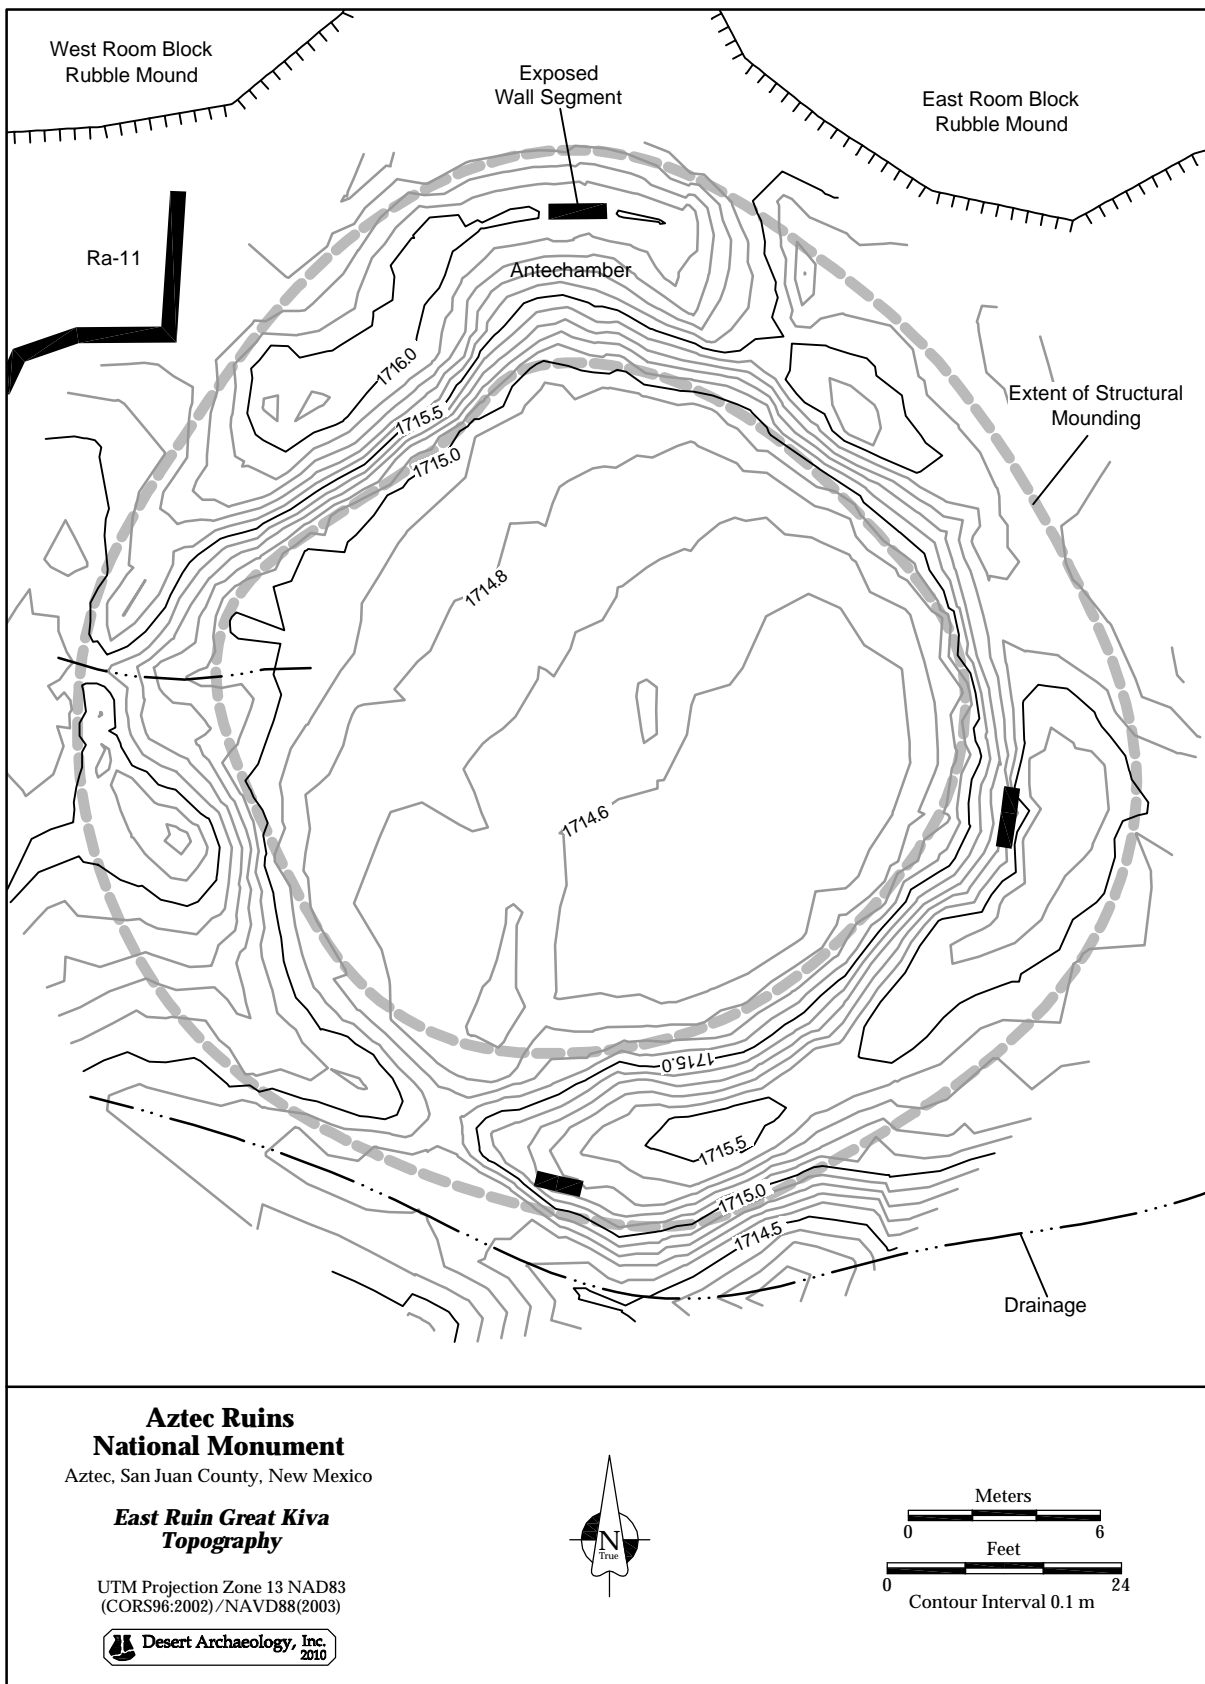 West Room Block
Rubble Mound
Exposed
Wall Segment
East Room Block
Rubble Mound
Ra-11
Antechamber
1716.0
Extent of Structural
Mounding
1715.5
1715.0
1714.8
1714.6
1715.0
1715.5
1715.0
1714.5
Drainage
Aztec Ruins
National Monument
Aztec, San Juan County, New Mexico
East Ruin Great Kiva
Topography
UTM Projection Zone 13 NAD83
(CORS96:2002)/NAVD88(2003)
Desert Archaeology, Inc.
2010
N
True
Meters
0 6
Feet
0 24
Contour Interval 0.1 m